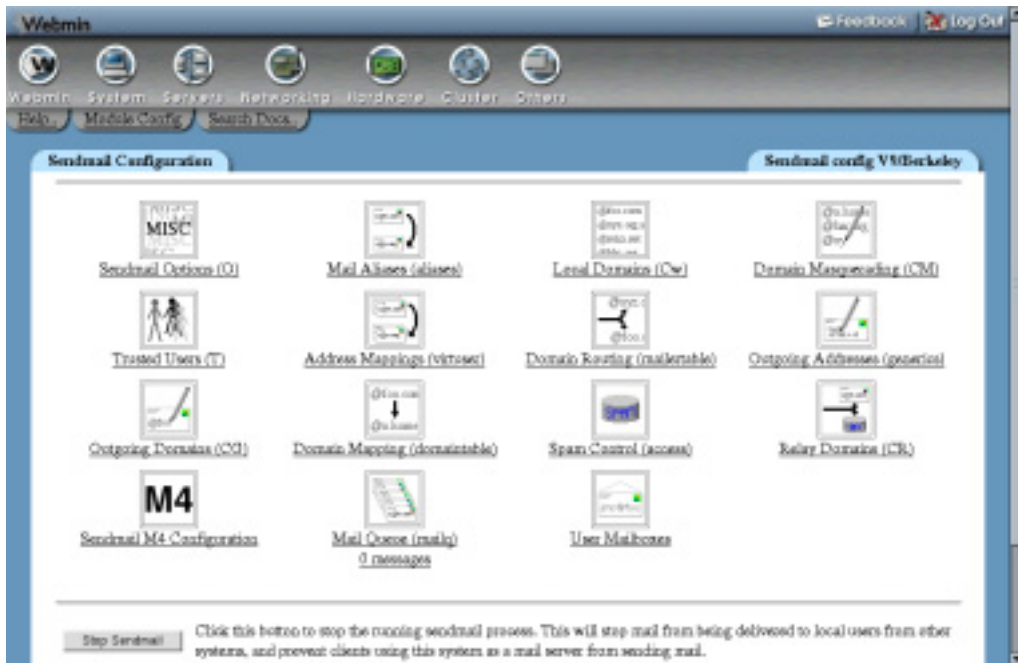 Webmin
Feedback
Log Out
Webmin System Servers Networking Hardware Cluster Others
Help.. Module Config Search Docs..
Sendmail Configuration
Sendmail config V9/Berkeley
MISC
Sendmail Options (O) Mail Aliases (aliases) Local Domains (Cw) Domain Masquerading (CM)
Trusted Users (T) Address Mappings (virtuser) Domain Routing (mailertable) Outgoing Addresses (generics)
SPAM
Outgoing Domains (CG) Domain Mapping (domaintable) Spam Control (access) Relay Domains (CR)
M4
Sendmail M4 Configuration Mail Queue (mailq) User Mailboxes
0 messages
Stop Sendmail
Click this button to stop the running sendmail process. This will stop mail from being delivered to local users from other
systems, and prevent clients using this system as a mail server from sending mail.